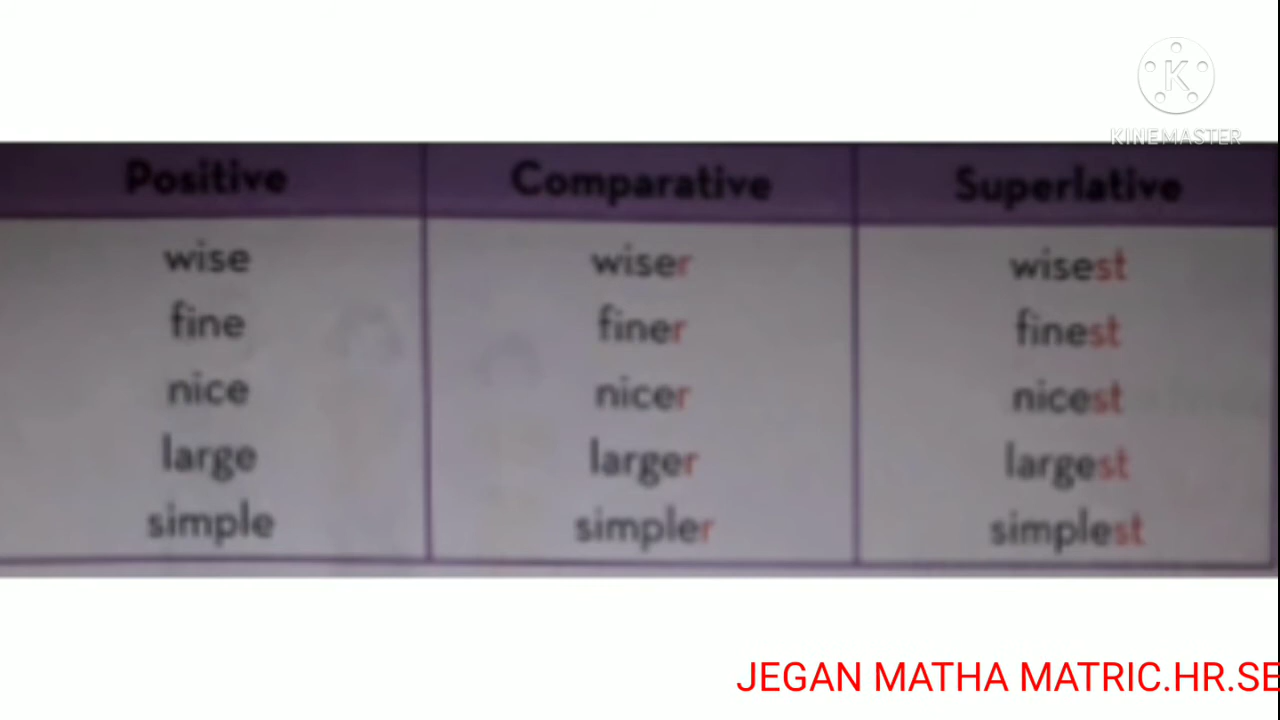 KINEMASTER
Positive Comparative Superlative
wise wiser wisest
fine finer finest
nice nicer nicest
large larger largest
simple simpler simplest
JEGAN MATHA MATRIC.HR.SE